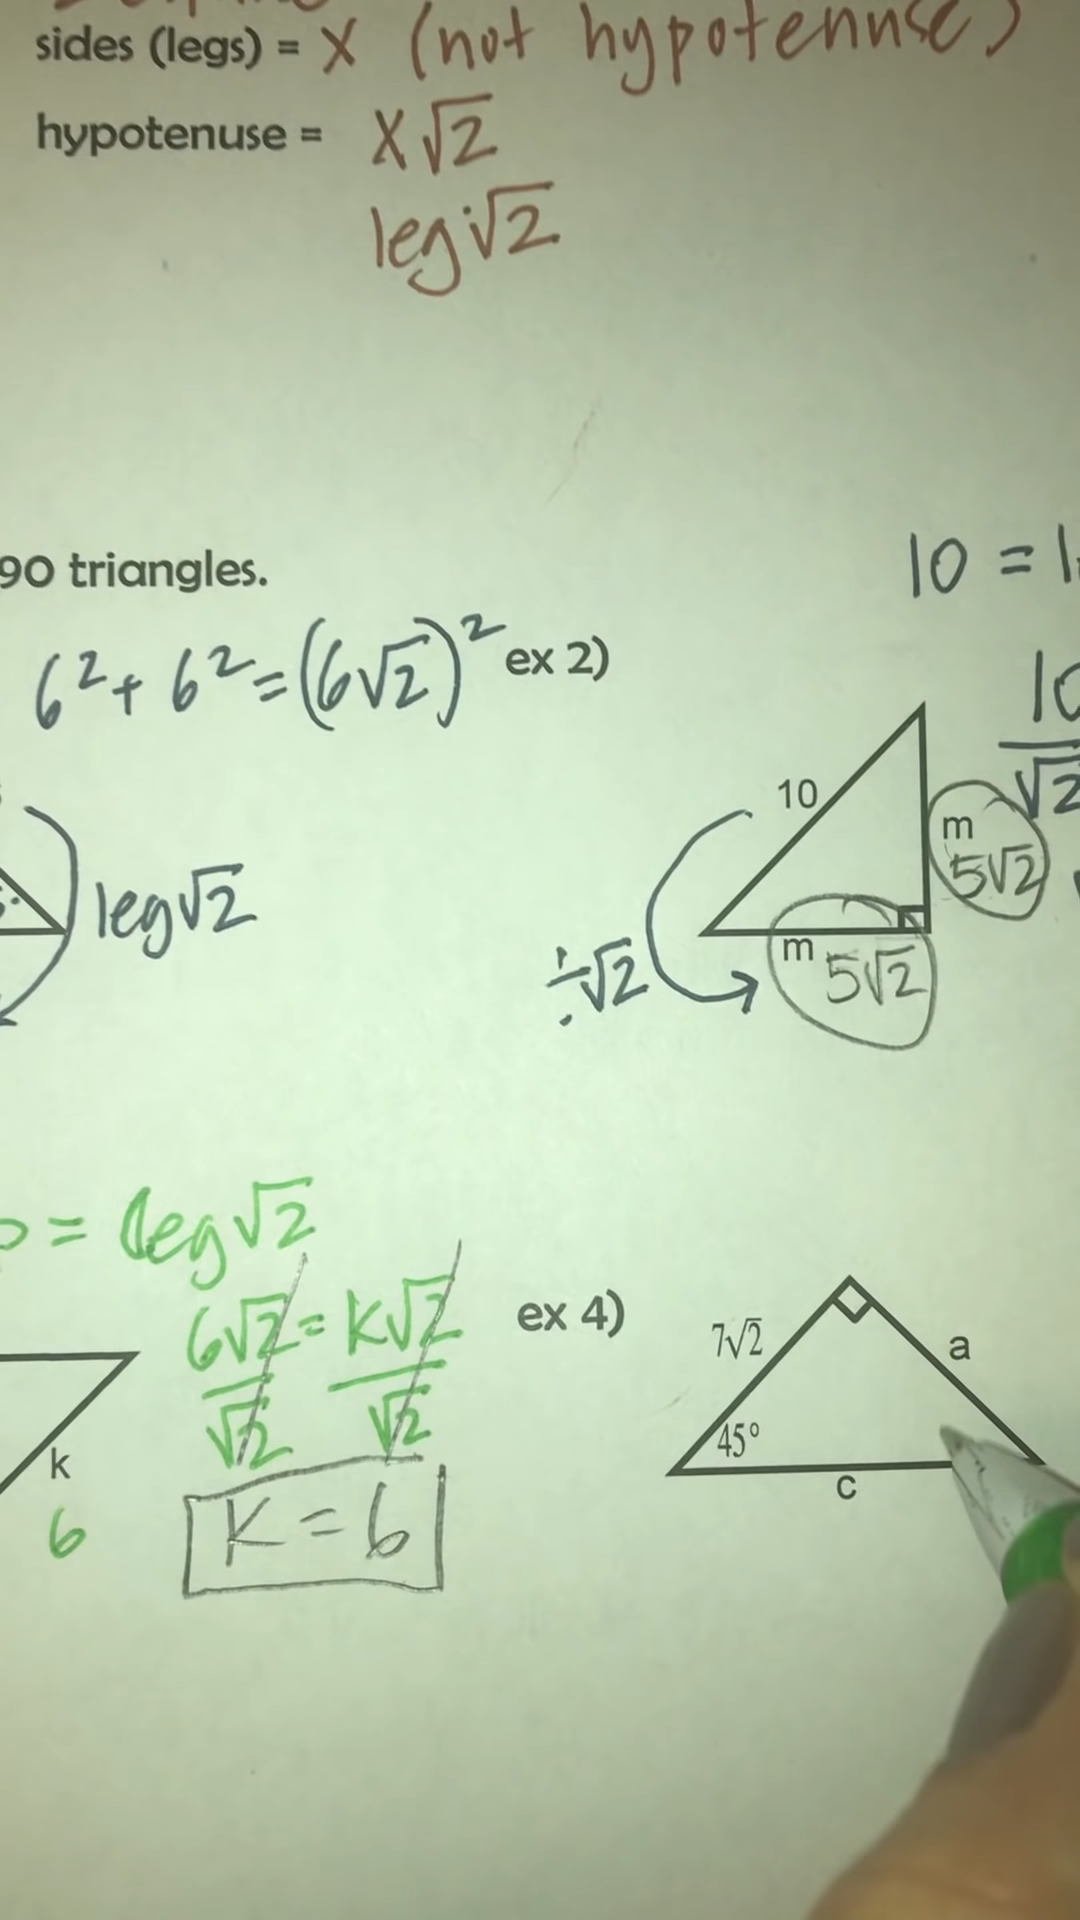 sides (legs) = x (not hypotenuse)
hypotenuse = x√2
leg√2
90 triangles.
10 =
6² + 6² = (6√2)²
ex 2)
10
√2
10
m
5√2
m
5√2
÷√2
leg√2
= leg√2
6√2 = k√2
√2 √2
k = 6
k
6
ex 4)
7√2
a
45°
c